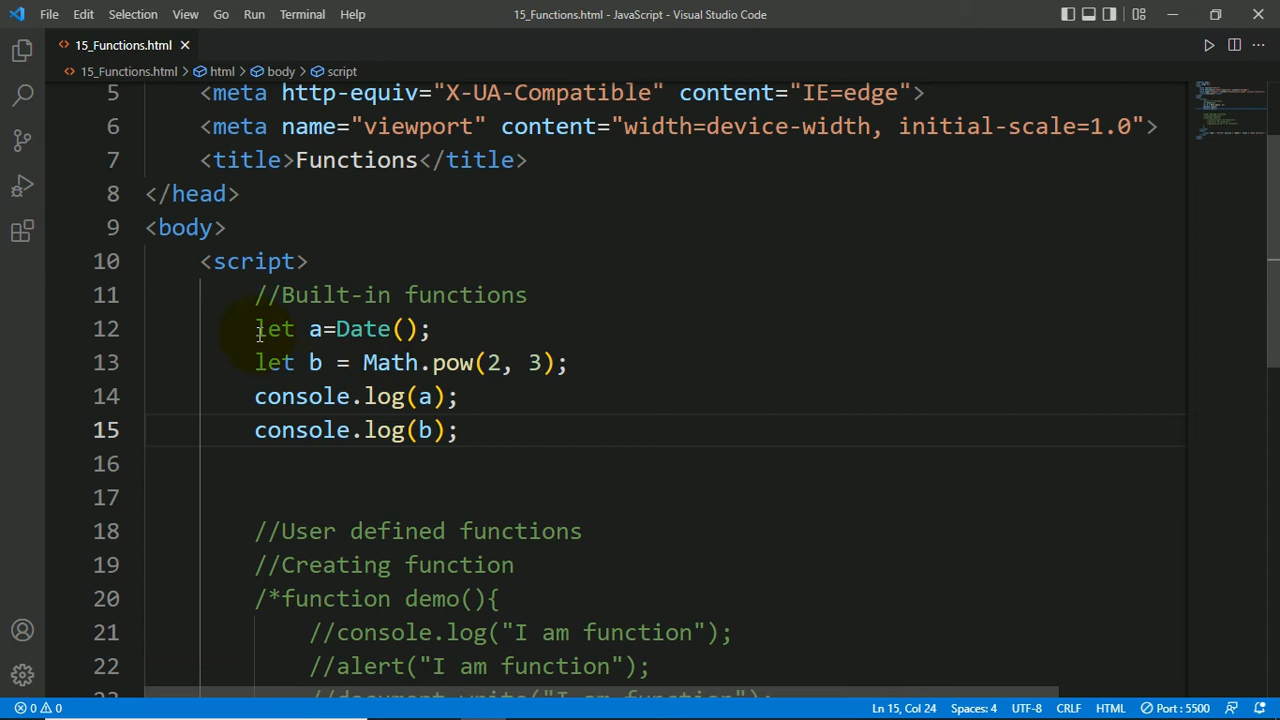 File Edit Selection View Go Run Terminal Help
15_Functions.html - JavaScript - Visual Studio Code
15_Functions.html
15_Functions.html > html > body > script
5 <meta http-equiv="X-UA-Compatible" content="IE=edge">
6 <meta name="viewport" content="width=device-width, initial-scale=1.0">
7 <title>Functions</title>
8 </head>
9 <body>
10 <script>
11 //Built-in functions
12 let a=Date();
13 let b = Math.pow(2, 3);
14 console.log(a);
15 console.log(b);
16
17
18 //User defined functions
19 //Creating function
20 /*function demo(){
21 //console.log("I am function");
22 //alert("I am function");
23 //document.write("I am function");
0 0 Ln 15, Col 24 Spaces: 4 UTF-8 CRLF HTML Port : 5500